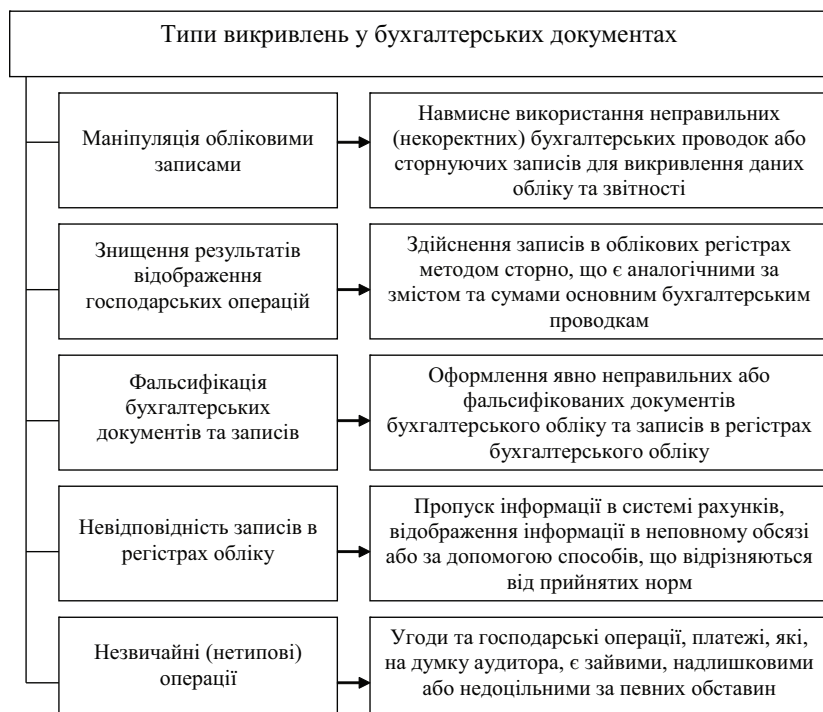 Типи викривлень у бухгалтерських документах
Маніпуляція обліковими
записами
Навмисне використання неправильних
(некоректних) бухгалтерських проводок або
сторнуючих записів для викривлення даних
обліку та звітності
Знищення результатів
відображення
господарських операцій
Здійснення записів в облікових регістрах
методом сторно, що є аналогічними за
змістом та сумами основним бухгалтерським
проводкам
Фальсифікація
бухгалтерських
документів та записів
Оформлення явно неправильних або
фальсифікованих документів
бухгалтерського обліку та записів в регістрах
бухгалтерського обліку
Невідповідність записів в
регістрах обліку
Пропуск інформації в системі рахунків,
відображення інформації в неповному обсязі
або за допомогою способів, що відрізняються
від прийнятих норм
Незвичайні (нетипові)
операції
Угоди та господарські операції, платежі, які,
на думку аудитора, є зайвими, надлишковими
або недоцільними за певних обставин